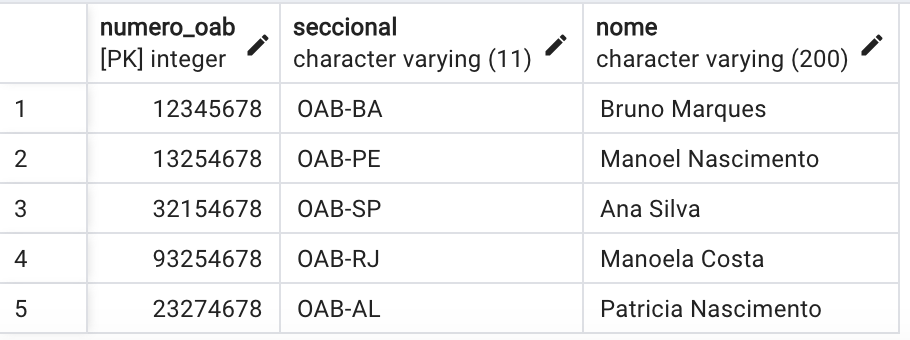 numero_oab seccional nome
[PK] integer character varying (11) character varying (200)
1 12345678 OAB-BA Bruno Marques
2 13254678 OAB-PE Manoel Nascimento
3 32154678 OAB-SP Ana Silva
4 93254678 OAB-RJ Manoela Costa
5 23274678 OAB-AL Patricia Nascimento